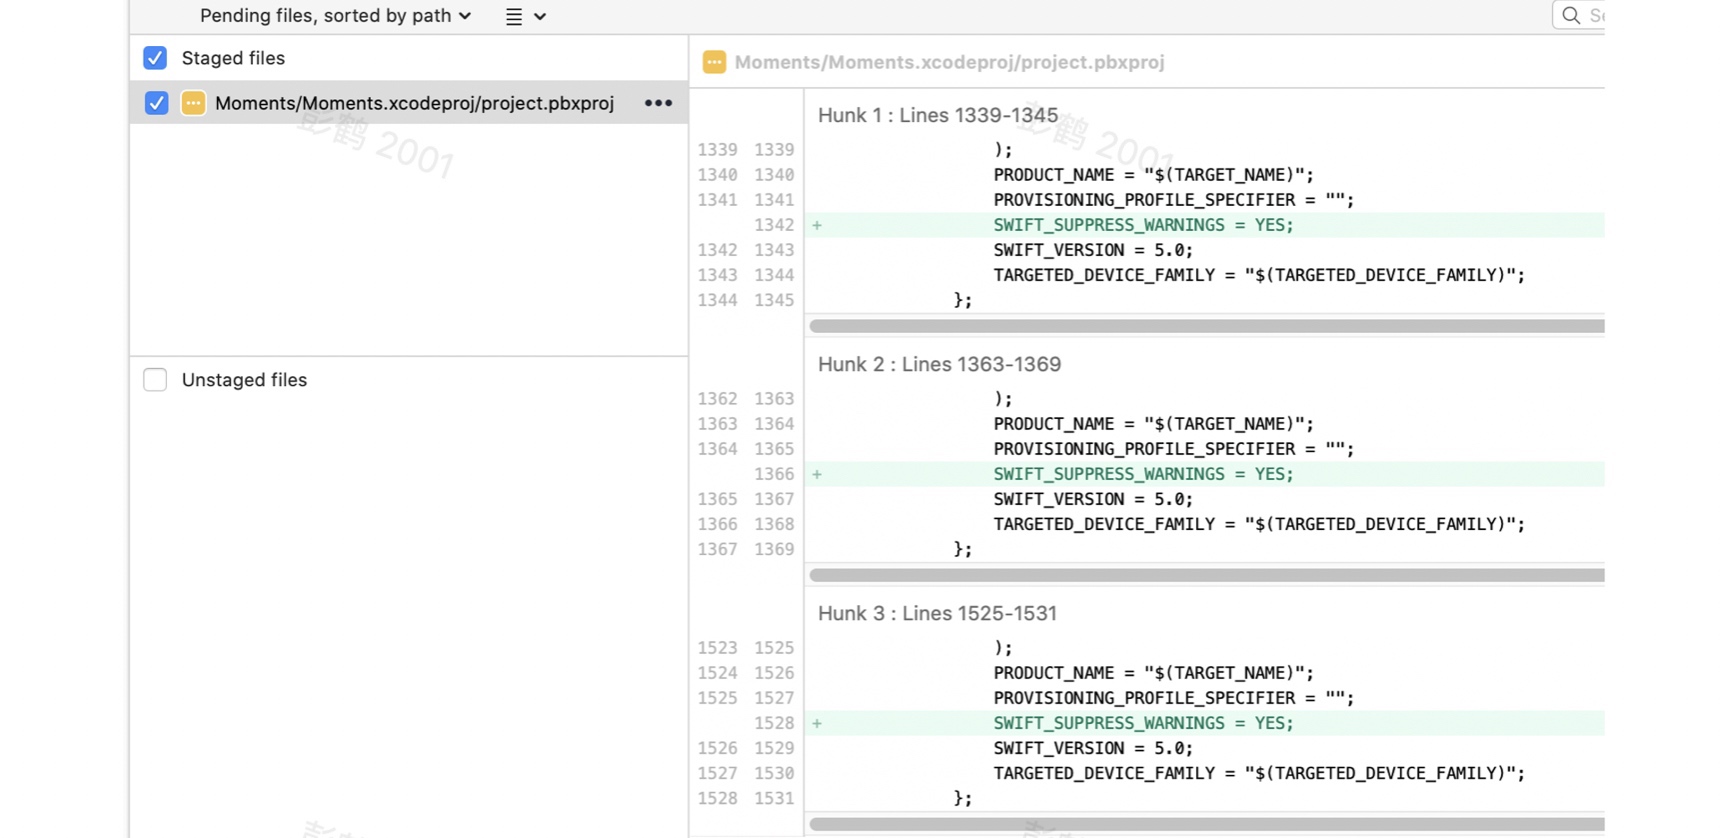 Pending files, sorted by path
Staged files
Moments/Moments.xcodeproj/project.pbxproj
彭鹤 2001
Unstaged files
Moments/Moments.xcodeproj/project.pbxproj
Hunk 1 : Lines 1339-1345
彭鹤 2001
1339 1339 );
1340 1340 PRODUCT_NAME = "$(TARGET_NAME)";
1341 1341 PROVISIONING_PROFILE_SPECIFIER = "";
1342 + SWIFT_SUPPRESS_WARNINGS = YES;
1342 1343 SWIFT_VERSION = 5.0;
1343 1344 TARGETED_DEVICE_FAMILY = "$(TARGETED_DEVICE_FAMILY)";
1344 1345 };
Hunk 2 : Lines 1363-1369
1362 1363 );
1363 1364 PRODUCT_NAME = "$(TARGET_NAME)";
1364 1365 PROVISIONING_PROFILE_SPECIFIER = "";
1366 + SWIFT_SUPPRESS_WARNINGS = YES;
1365 1367 SWIFT_VERSION = 5.0;
1366 1368 TARGETED_DEVICE_FAMILY = "$(TARGETED_DEVICE_FAMILY)";
1367 1369 };
Hunk 3 : Lines 1525-1531
1523 1525 );
1524 1526 PRODUCT_NAME = "$(TARGET_NAME)";
1525 1527 PROVISIONING_PROFILE_SPECIFIER = "";
1528 + SWIFT_SUPPRESS_WARNINGS = YES;
1526 1529 SWIFT_VERSION = 5.0;
1527 1530 TARGETED_DEVICE_FAMILY = "$(TARGETED_DEVICE_FAMILY)";
1528 1531 };